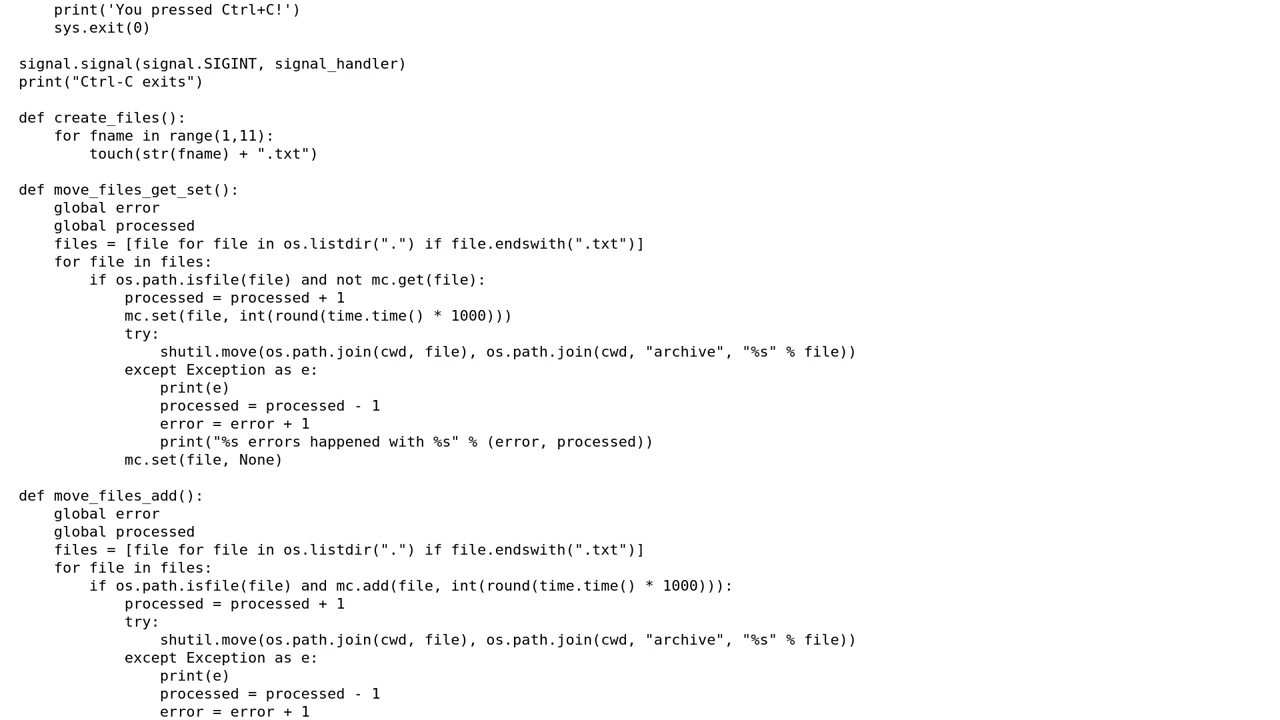 print('You pressed Ctrl+C!')
    sys.exit(0)

signal.signal(signal.SIGINT, signal_handler)
print("Ctrl-C exits")

def create_files():
    for fname in range(1,11):
        touch(str(fname) + ".txt")

def move_files_get_set():
    global error
    global processed
    files = [file for file in os.listdir(".") if file.endswith(".txt")]
    for file in files:
        if os.path.isfile(file) and not mc.get(file):
            processed = processed + 1
            mc.set(file, int(round(time.time() * 1000)))
            try:
                shutil.move(os.path.join(cwd, file), os.path.join(cwd, "archive", "%s" % file))
            except Exception as e:
                print(e)
                processed = processed - 1
                error = error + 1
                print("%s errors happened with %s" % (error, processed))
            mc.set(file, None)

def move_files_add():
    global error
    global processed
    files = [file for file in os.listdir(".") if file.endswith(".txt")]
    for file in files:
        if os.path.isfile(file) and mc.add(file, int(round(time.time() * 1000))):
            processed = processed + 1
            try:
                shutil.move(os.path.join(cwd, file), os.path.join(cwd, "archive", "%s" % file))
            except Exception as e:
                print(e)
                processed = processed - 1
                error = error + 1